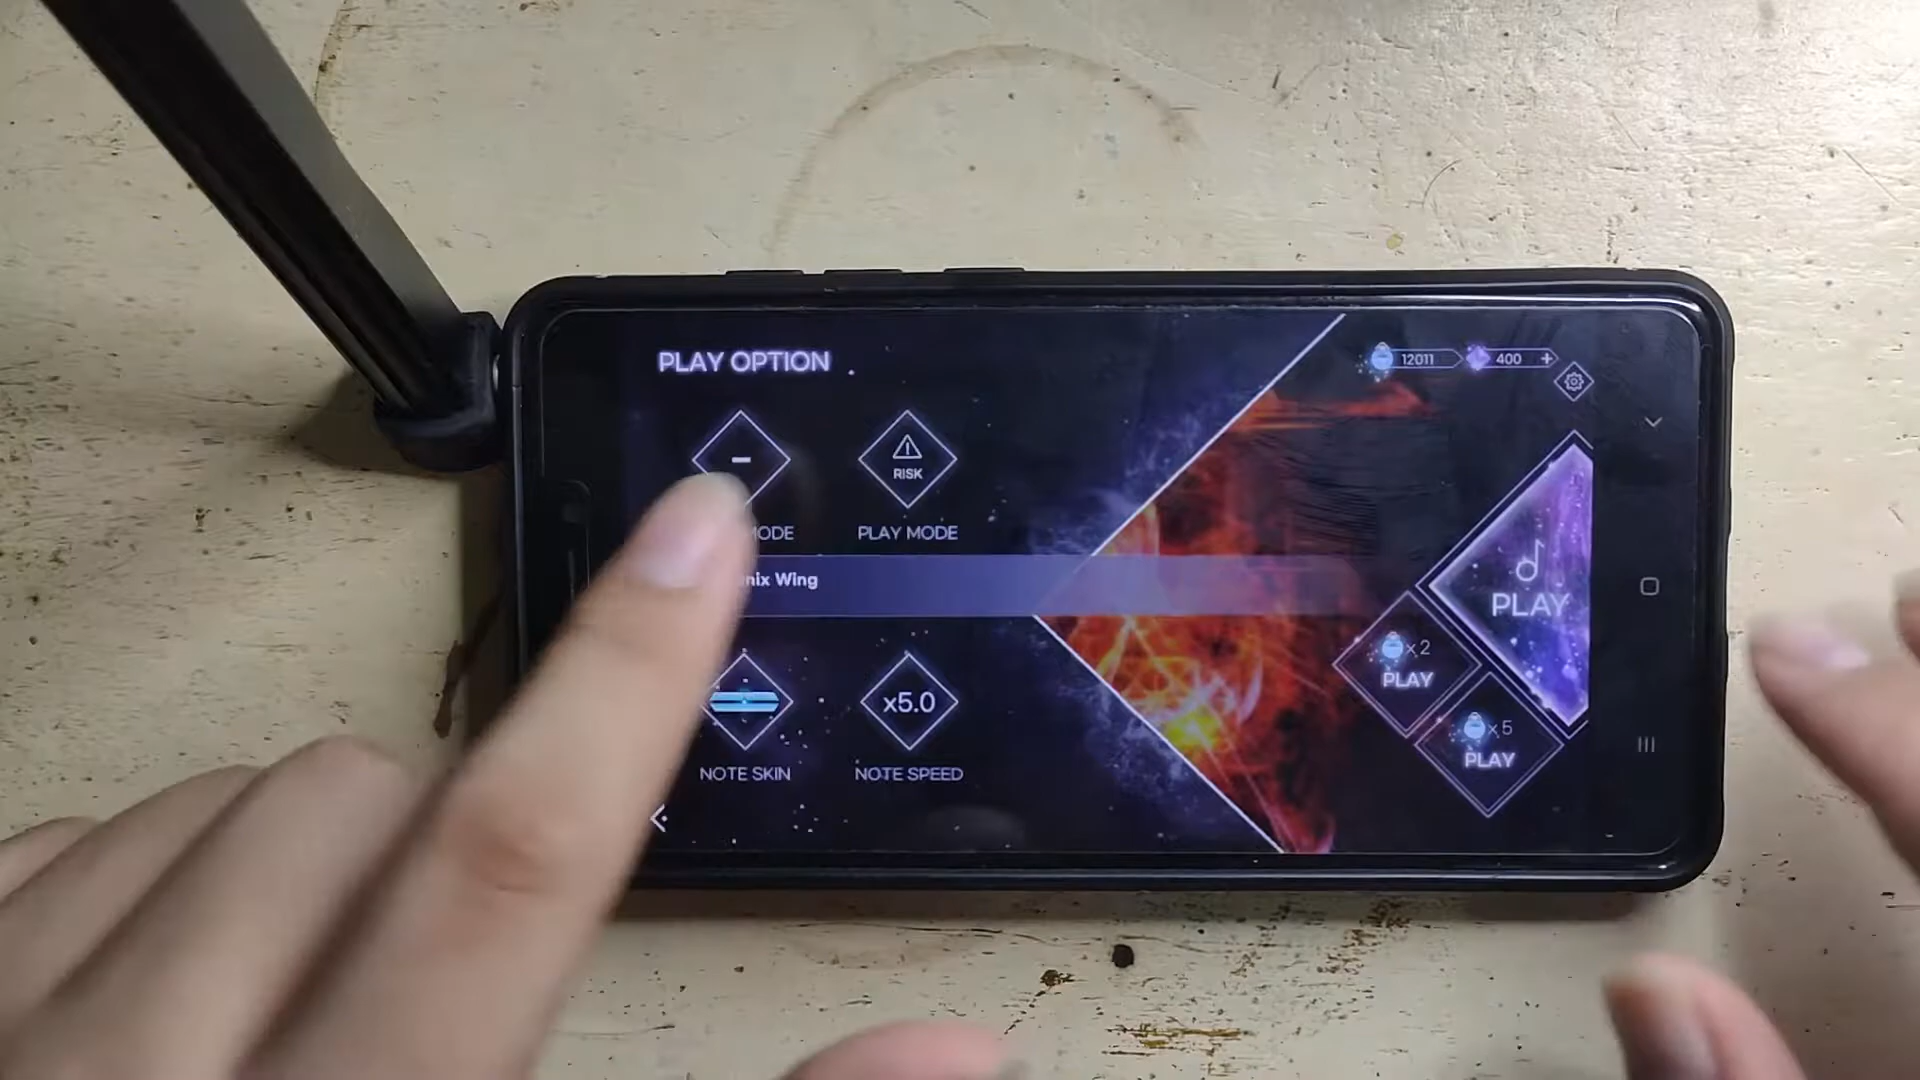 PLAY OPTION
12011
400 +
RISK
MODE
PLAY MODE
nix Wing
PLAY
x2
PLAY
x5
PLAY
x5.0
NOTE SKIN
NOTE SPEED